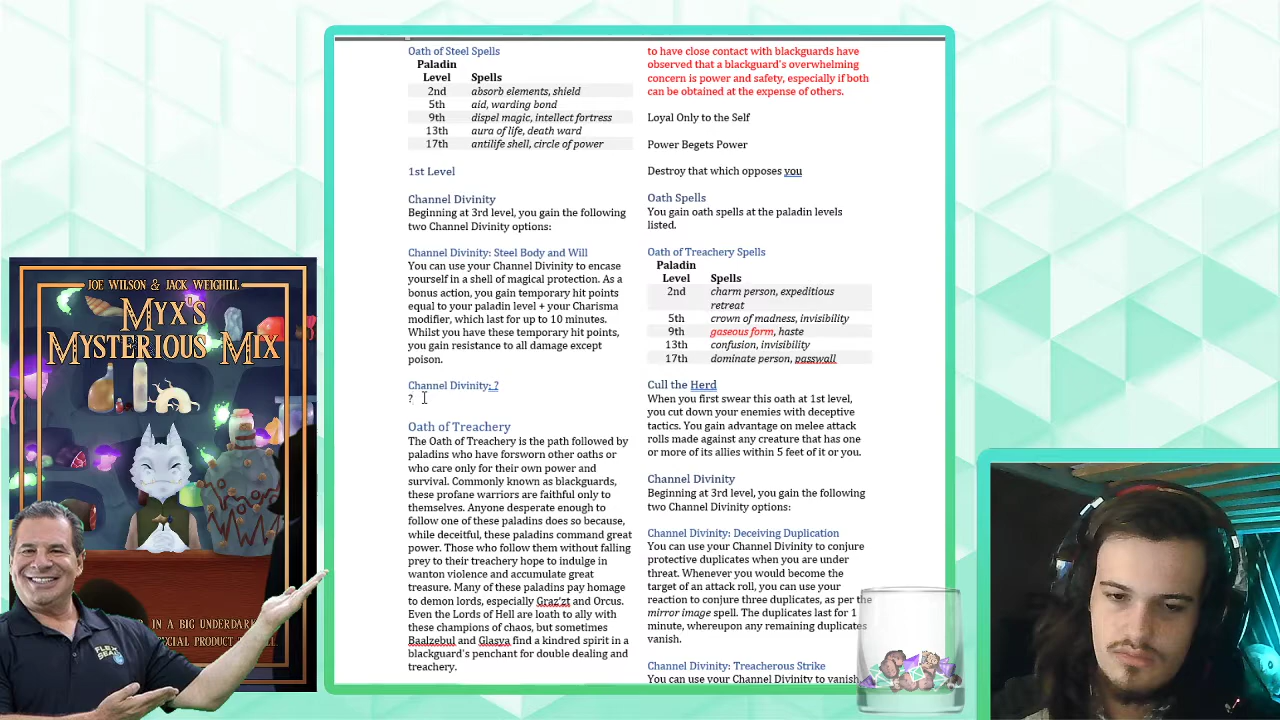 JOE WILSON & JACK WEIGHILL
MYX'S
MYSTERIOUS MIX
IN A BIG UNDERDARK
SPECIAL PRODUCT
FLEX
SEAL
Oath of Steel Spells
Paladin
Level Spells
2nd absorb elements, shield
5th aid, warding bond
9th dispel magic, intellect fortress
13th aura of life, death ward
17th antilife shell, circle of power
1st Level
Channel Divinity
Beginning at 3rd level, you gain the following
two Channel Divinity options:
Channel Divinity: Steel Body and Will
You can use your Channel Divinity to encase
yourself in a shell of magical protection. As a
bonus action, you gain temporary hit points
equal to your paladin level + your Charisma
modifier, which last for up to 10 minutes.
Whilst you have these temporary hit points,
you gain resistance to all damage except
poison.
Channel Divinity: ?
?
Oath of Treachery
The Oath of Treachery is the path followed by
paladins who have forsworn other oaths or
who care only for their own power and
survival. Commonly known as blackguards,
these profane warriors are faithful only to
themselves. Anyone desperate enough to
follow one of these paladins does so because,
while deceitful, these paladins command great
power. Those who follow them without falling
prey to their treachery hope to indulge in
wanton violence and accumulate great
treasure. Many of these paladins pay homage
to demon lords, especially Graz'zt and Orcus.
Even the Lords of Hell are loath to ally with
these champions of chaos, but sometimes
Baalzebul and Glasya find a kindred spirit in a
blackguard's penchant for double dealing and
treachery.
to have close contact with blackguards have
observed that a blackguard's overwhelming
concern is power and safety, especially if both
can be obtained at the expense of others.
Loyal Only to the Self
Power Begets Power
Destroy that which opposes you
Oath Spells
You gain oath spells at the paladin levels
listed.
Oath of Treachery Spells
Paladin
Level Spells
2nd charm person, expeditious
retreat
5th crown of madness, invisibility
9th gaseous form, haste
13th confusion, invisibility
17th dominate person, passwall
Cull the Herd
When you first swear this oath at 1st level,
you cut down your enemies with deceptive
tactics. You gain advantage on melee attack
rolls made against any creature that has one
or more of its allies within 5 feet of it or you.
Channel Divinity
Beginning at 3rd level, you gain the following
two Channel Divinity options:
Channel Divinity: Deceiving Duplication
You can use your Channel Divinity to conjure
protective duplicates when you are under
threat. Whenever you would become the
target of an attack roll, you can use your
reaction to conjure three duplicates, as per the
mirror image spell. The duplicates last for 1
minute, whereupon any remaining duplicates
vanish.
Channel Divinity: Treacherous Strike
You can use your Channel Divinity to vanish